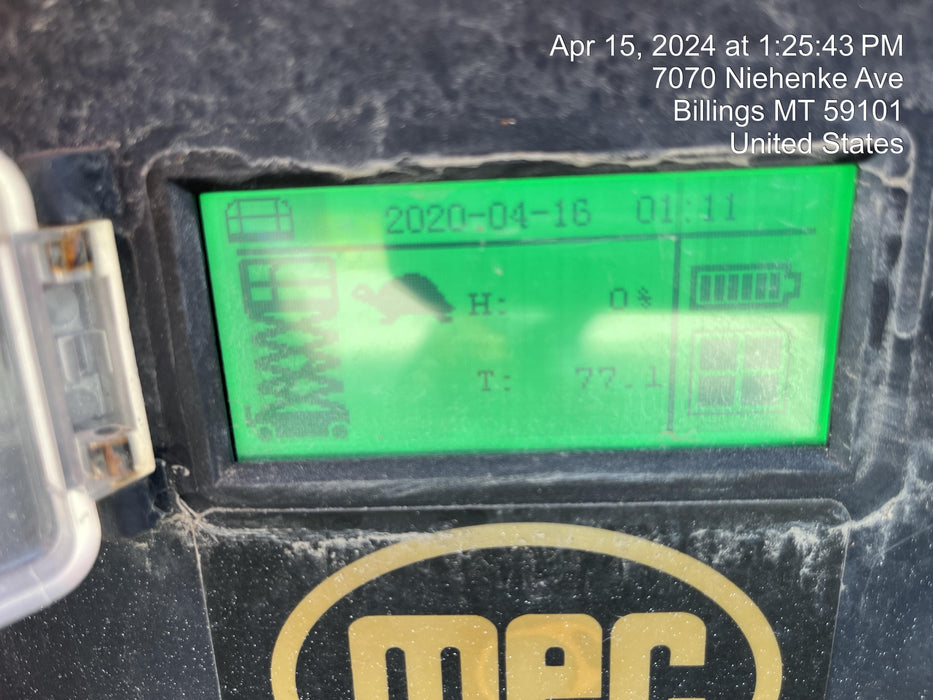 Apr 15, 2024 at 1:25:43 PM
7070 Niehenke Ave
Billings MT 59101
United States
2020-04-16 01:11
H: 0%
T: 77.1
mec